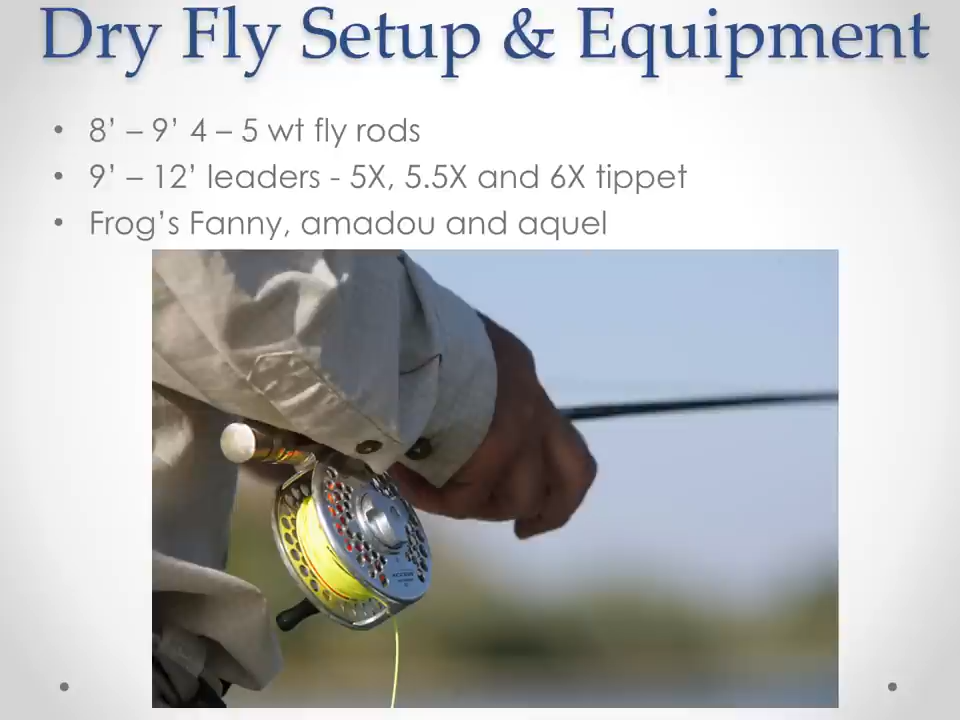 Dry Fly Setup & Equipment
• 8’ – 9’ 4 – 5 wt fly rods
• 9’ – 12’ leaders - 5X, 5.5X and 6X tippet
• Frog’s Fanny, amadou and aquel